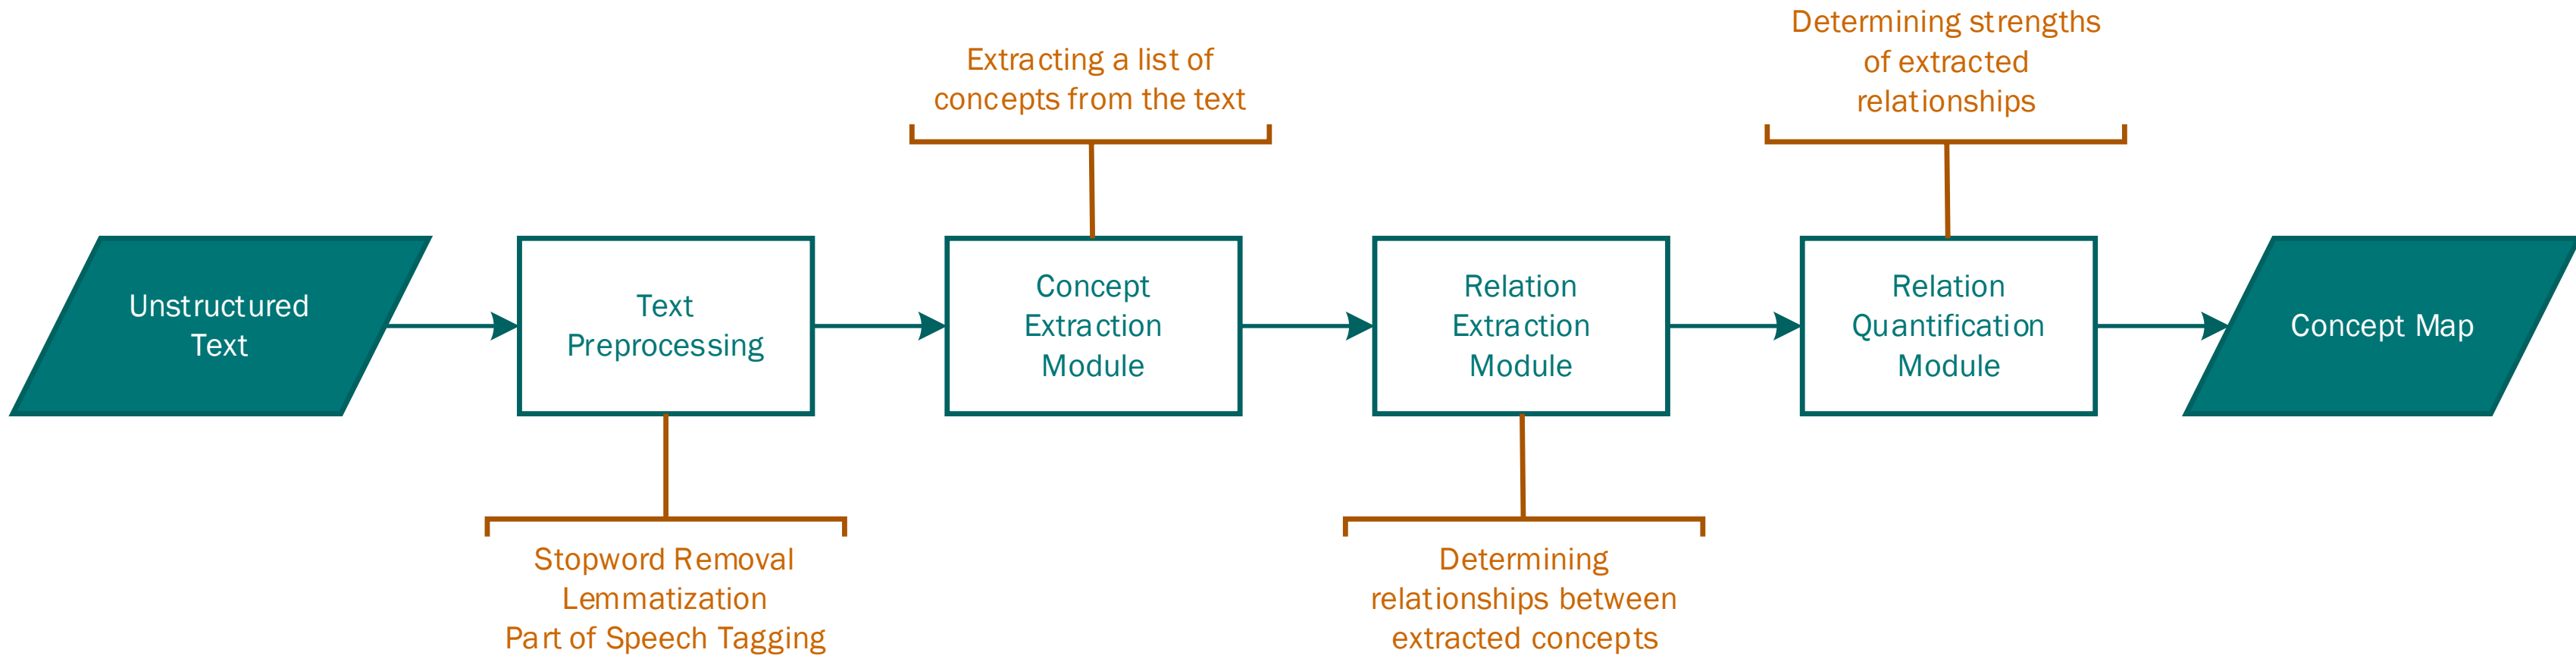 Determining strengths
of extracted
relationships
Extracting a list of
concepts from the text
Unstructured
Text
Text
Preprocessing
Concept
Extraction
Module
Relation
Extraction
Module
Relation
Quantification
Module
Concept Map
Stopword Removal
Lemmatization
Part of Speech Tagging
Determining
relationships between
extracted concepts